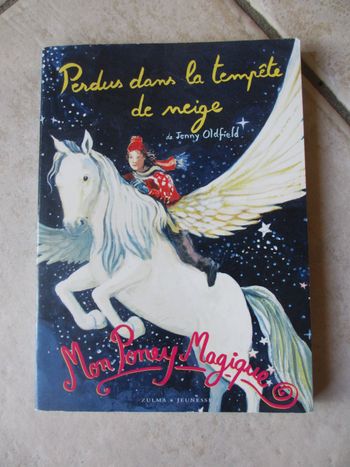 Perdus dans la tempête
de neige
de Jenny Oldfield
Mon Poney Magique
ZULMA ★ JEUNESSE